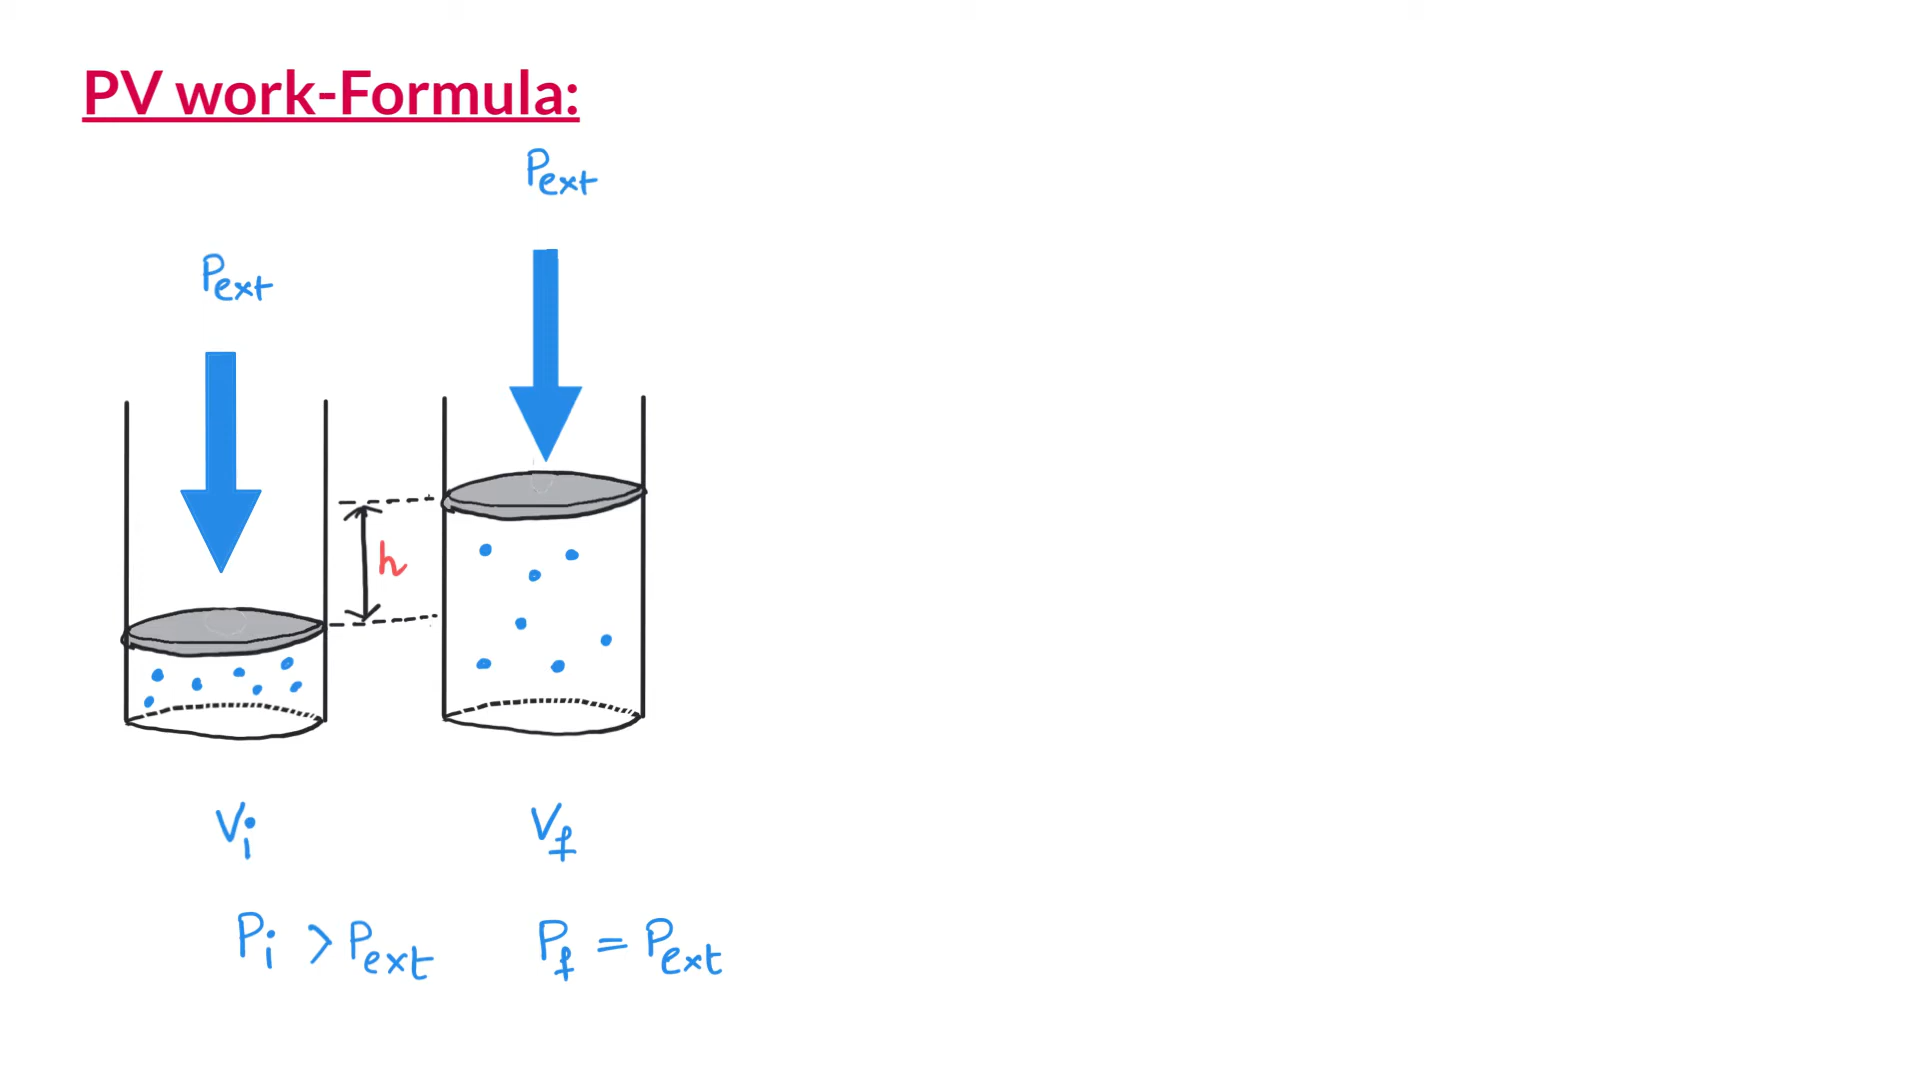 PV work-Formula:
Pext
Pext
h
Vi
Vf
Pi > Pext
Pf = Pext